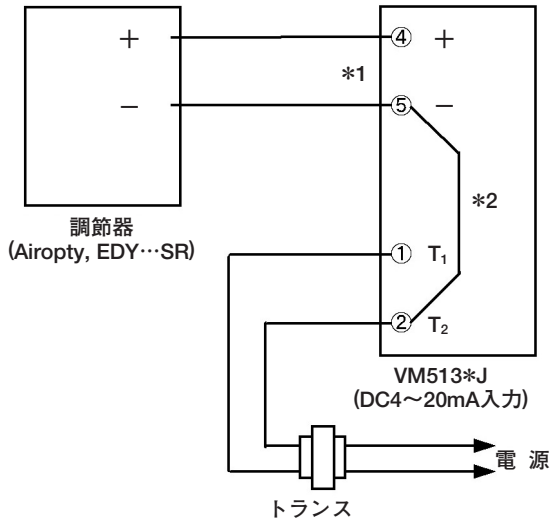 + ④ +
*1
− ⑤ −
*2
調節器
(Airopty, EDY…SR)
① T₁
② T₂
VM513*J
(DC4～20mA入力)
電 源
トランス